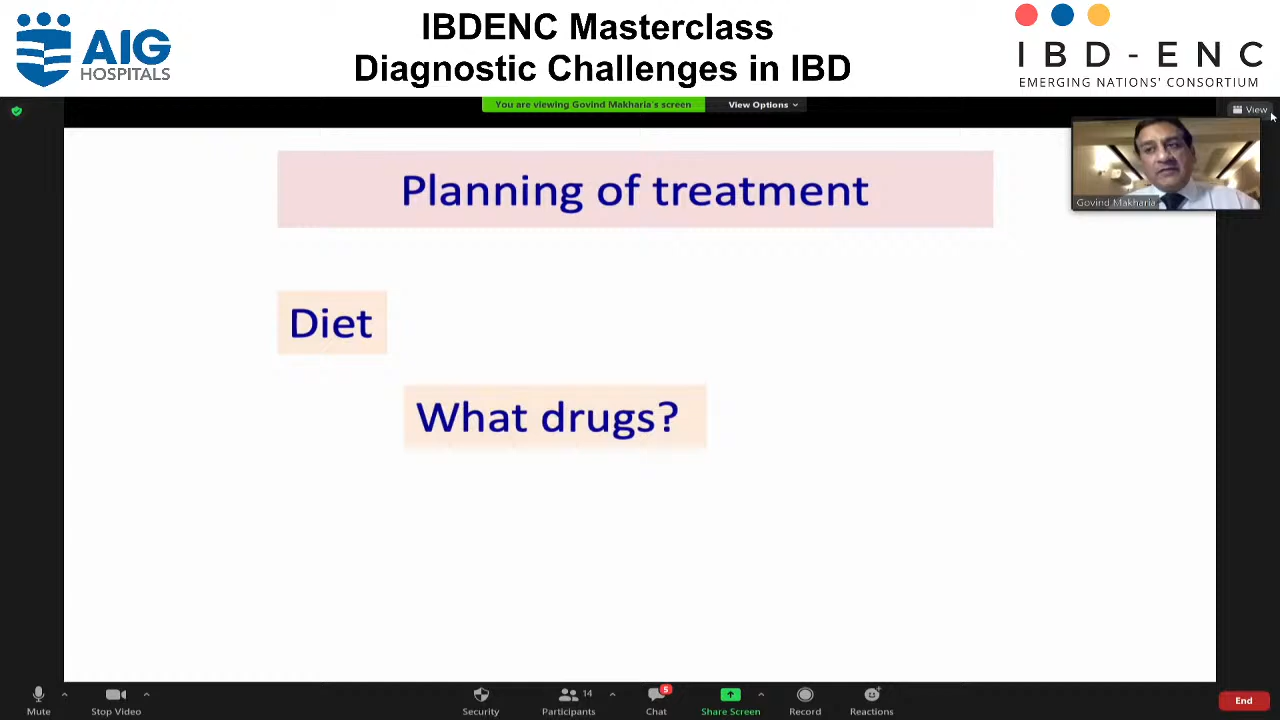 IBDENC Masterclass
Diagnostic Challenges in IBD
AIG
HOSPITALS
IBD-ENC
EMERGING NATIONS' CONSORTIUM
You are viewing Govind Makharia's screen
View Options
View
Govind Makharia
Planning of treatment
Diet
What drugs?
Mute
Stop Video
Security
Participants
14
Chat
5
Share Screen
Record
Reactions
End